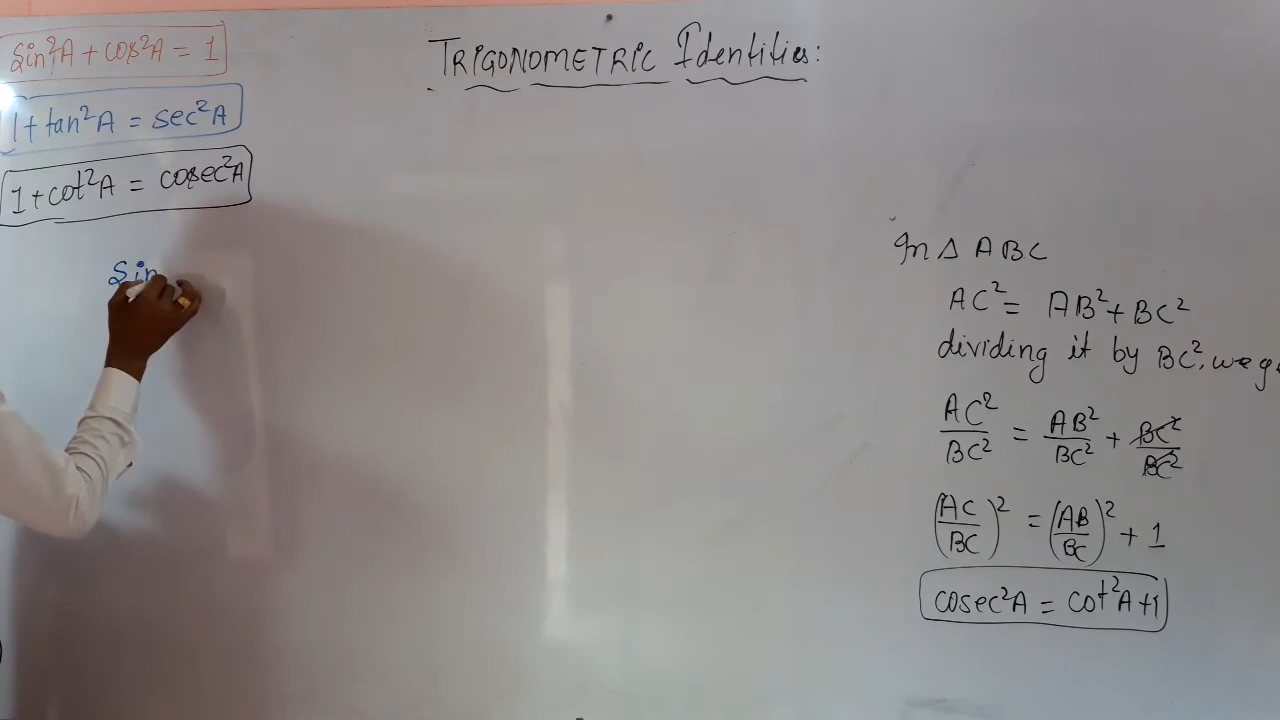 TRIGONOMETRIC Identities:
Sin²A + cos²A = 1
1 + tan²A = sec²A
1 + cot²A = cosec²A
Sin
In Δ ABC
AC² = AB² + BC²
dividing it by BC², we
AC²/BC² = AB²/BC² + BC²/BC²
(AC/BC)² = (AB/BC)² + 1
cosec²A = cot²A + 1